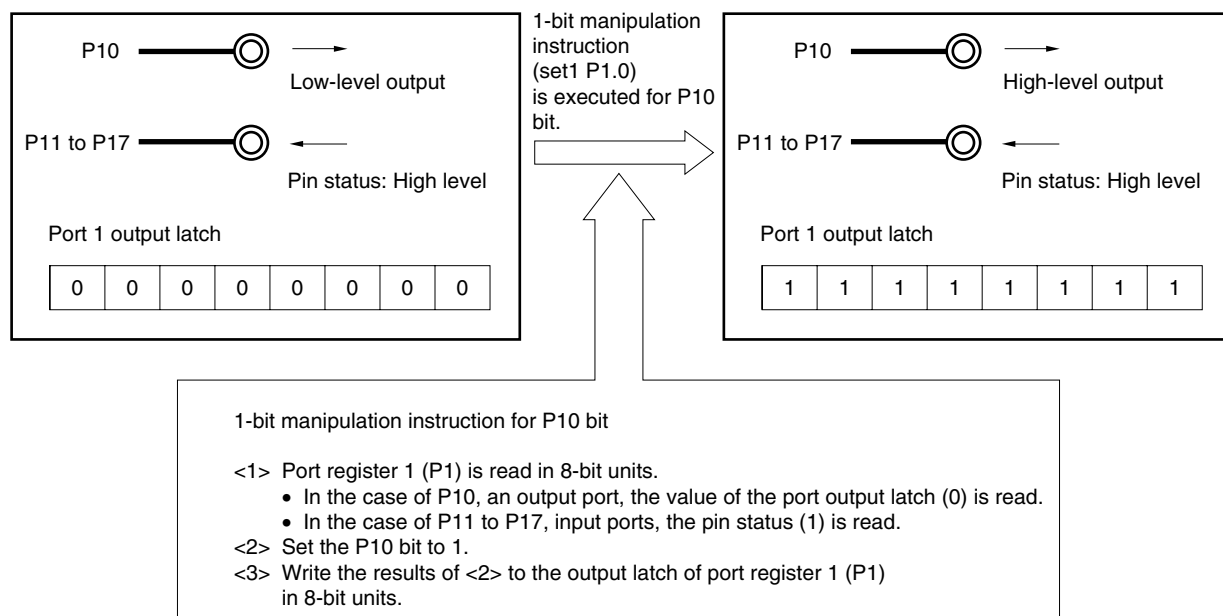 P10
Low-level output
P11 to P17
Pin status: High level
Port 1 output latch
0 0 0 0 0 0 0 0
1-bit manipulation
instruction
(set1 P1.0)
is executed for P10
bit.
P10
High-level output
P11 to P17
Pin status: High level
Port 1 output latch
1 1 1 1 1 1 1 1
1-bit manipulation instruction for P10 bit
<1> Port register 1 (P1) is read in 8-bit units.
• In the case of P10, an output port, the value of the port output latch (0) is read.
• In the case of P11 to P17, input ports, the pin status (1) is read.
<2> Set the P10 bit to 1.
<3> Write the results of <2> to the output latch of port register 1 (P1)
in 8-bit units.